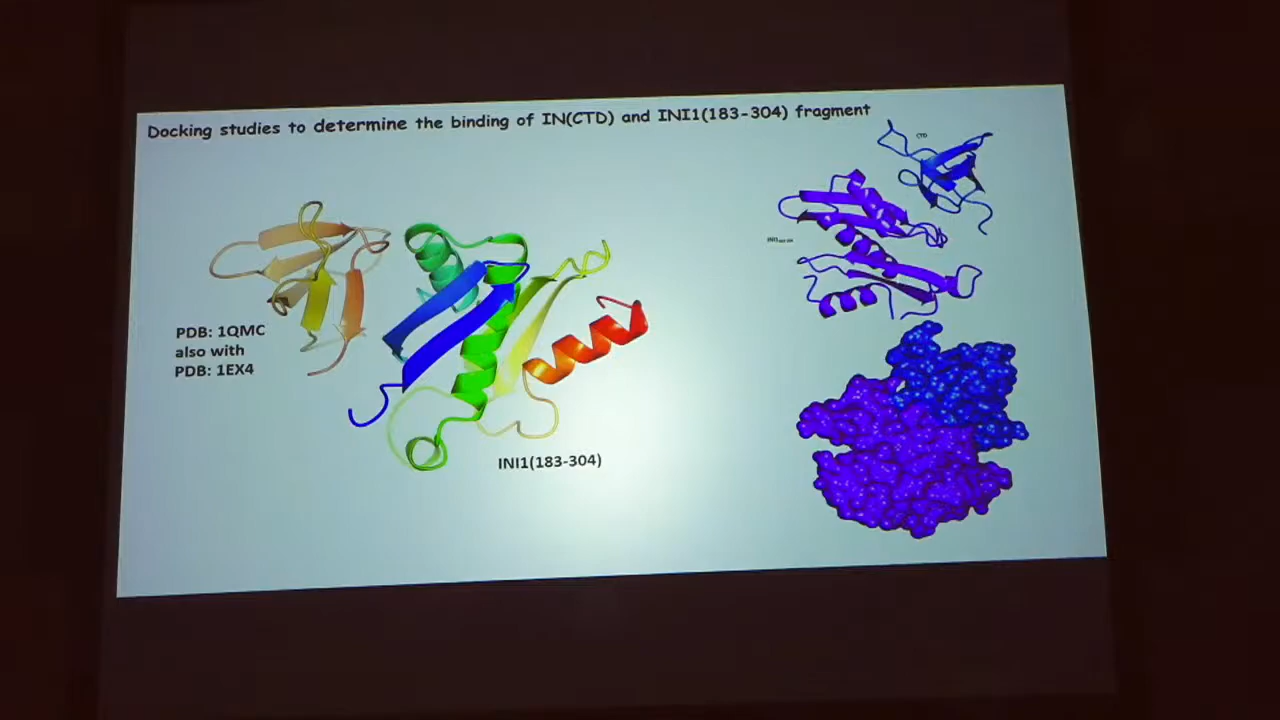 Docking studies to determine the binding of IN(CTD) and INI1(183-304) fragment
CTD
PDB: 1QMC
also with
PDB: 1EX4
INI1(183-304)